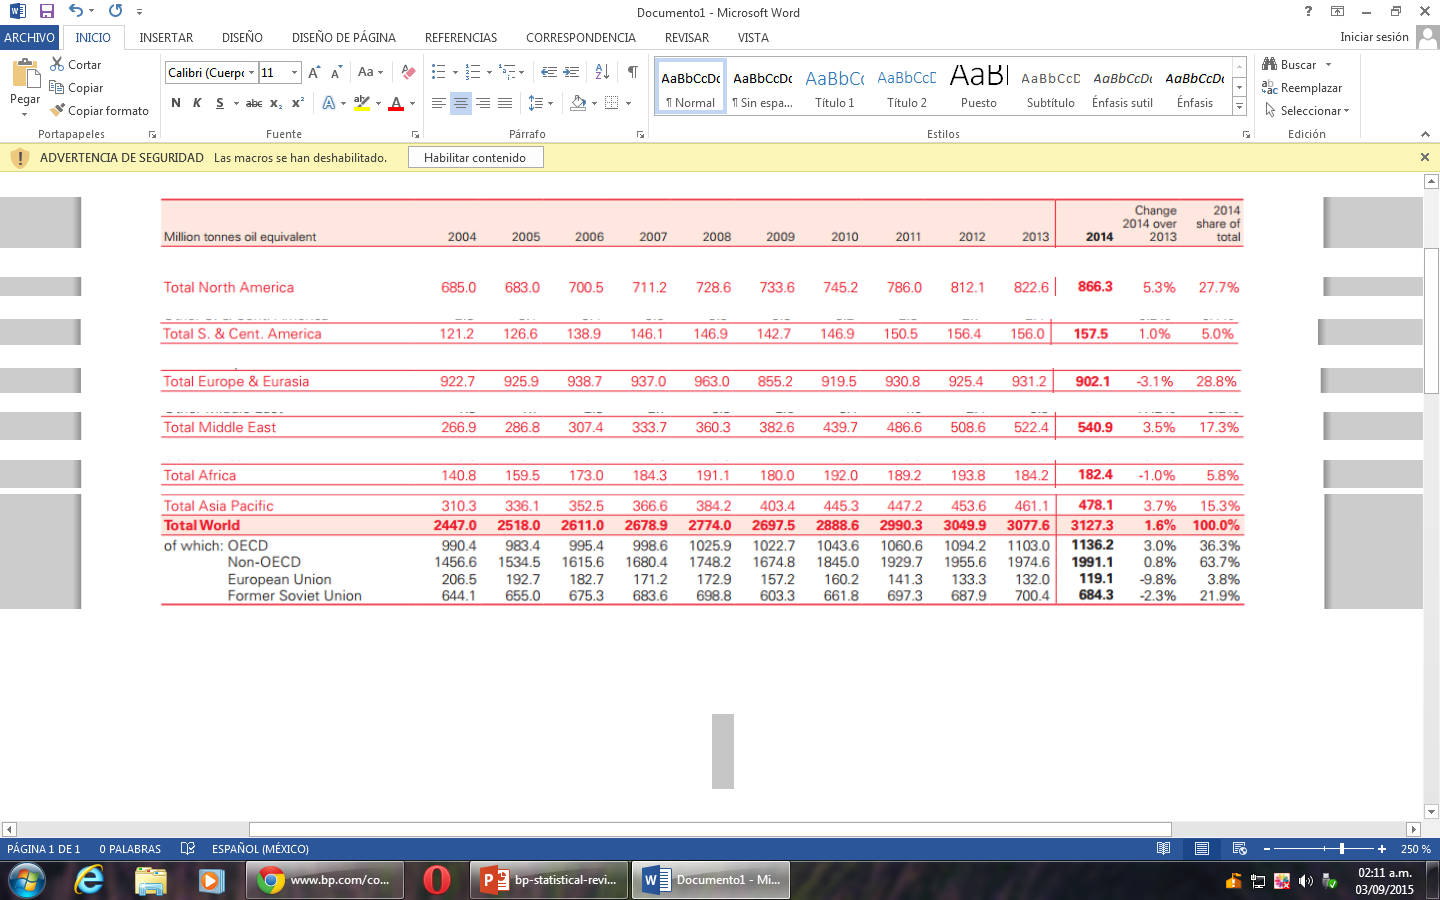 Documento1 - Microsoft Word
ARCHIVO INICIO INSERTAR DISEÑO DISEÑO DE PÁGINA REFERENCIAS CORRESPONDENCIA REVISAR VISTA Iniciar sesión
Pegar
Cortar
Copiar
Copiar formato
Portapapeles
Calibri (Cuerpo 11
Fuente
Párrafo
AaBbCcDc AaBbCcDc AaBbCc AaBbCcD AaBl AaBbCcD AaBbCcDc AaBbCcDc
¶ Normal ¶ Sin espa... Título 1 Título 2 Puesto Subtítulo Énfasis sutil Énfasis
Estilos
Buscar
Reemplazar
Seleccionar
Edición
ADVERTENCIA DE SEGURIDAD Las macros se han deshabilitado. Habilitar contenido
Change 2014
2014 over share of
Million tonnes oil equivalent 2004 2005 2006 2007 2008 2009 2010 2011 2012 2013 2014 2013 total
Total North America 685.0 683.0 700.5 711.2 728.6 733.6 745.2 786.0 812.1 822.6 866.3 5.3% 27.7%
Total S. & Cent. America 121.2 126.6 138.9 146.1 146.9 142.7 146.9 150.5 156.4 156.0 157.5 1.0% 5.0%
Total Europe & Eurasia 922.7 925.9 938.7 937.0 963.0 855.2 919.5 930.8 925.4 931.2 902.1 -3.1% 28.8%
Total Middle East 266.9 286.8 307.4 333.7 360.3 382.6 439.7 486.6 508.6 522.4 540.9 3.5% 17.3%
Total Africa 140.8 159.5 173.0 184.3 191.1 180.0 192.0 189.2 193.8 184.2 182.4 -1.0% 5.8%
Total Asia Pacific 310.3 336.1 352.5 366.6 384.2 403.4 445.3 447.2 453.6 461.1 478.1 3.7% 15.3%
Total World 2447.0 2518.0 2611.0 2678.9 2774.0 2697.5 2888.6 2990.3 3049.9 3077.6 3127.3 1.6% 100.0%
of which: OECD 990.4 983.4 995.4 998.6 1025.9 1022.7 1043.6 1060.6 1094.2 1103.0 1136.2 3.0% 36.3%
Non-OECD 1456.6 1534.5 1615.6 1680.4 1748.2 1674.8 1845.0 1929.7 1955.6 1974.6 1991.1 0.8% 63.7%
European Union 206.5 192.7 182.7 171.2 172.9 157.2 160.2 141.3 133.3 132.0 119.1 -9.8% 3.8%
Former Soviet Union 644.1 655.0 675.3 683.6 698.8 603.3 661.8 697.3 687.9 700.4 684.3 -2.3% 21.9%
PÁGINA 1 DE 1 0 PALABRAS ESPAÑOL (MÉXICO) 250 %
www.bp.com/co... bp-statistical-revi... Documento1 - Mi...
02:11 a.m.
03/09/2015